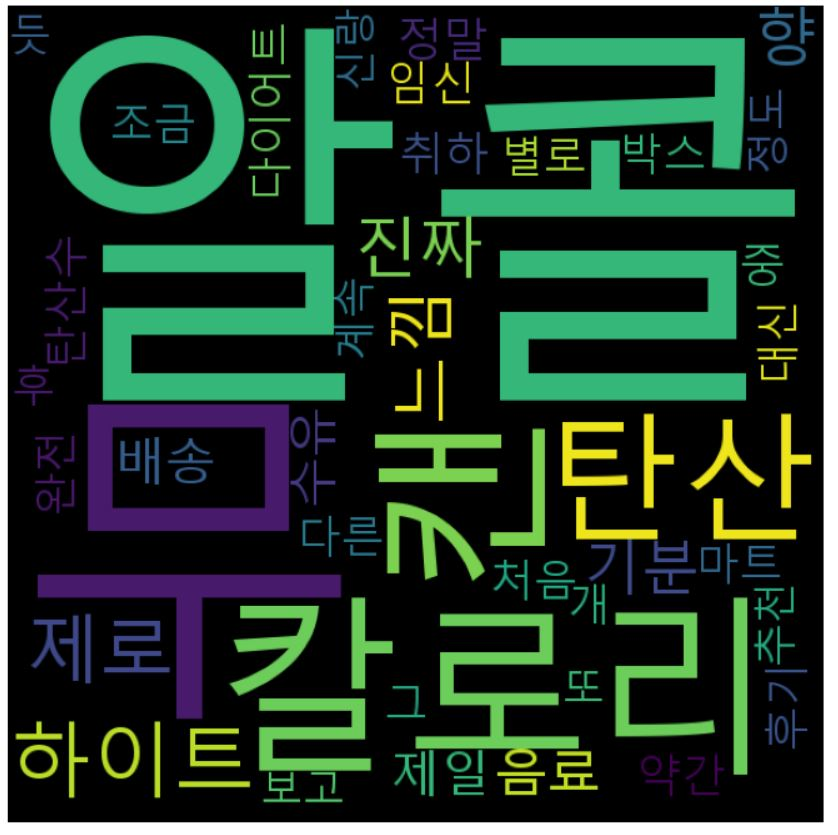 듯
조금
다이어트
신랑
정말
양
임신
취하
별로
박스
정도
알콜
탄산수
후
계속
진짜
느낌
중
대신
완전
배송
무
수유
캔
탄산
다른
처음
기분
마트
개
제로
칼로리
그
또
추천
후기
하이트
보고
제일
음료
약간